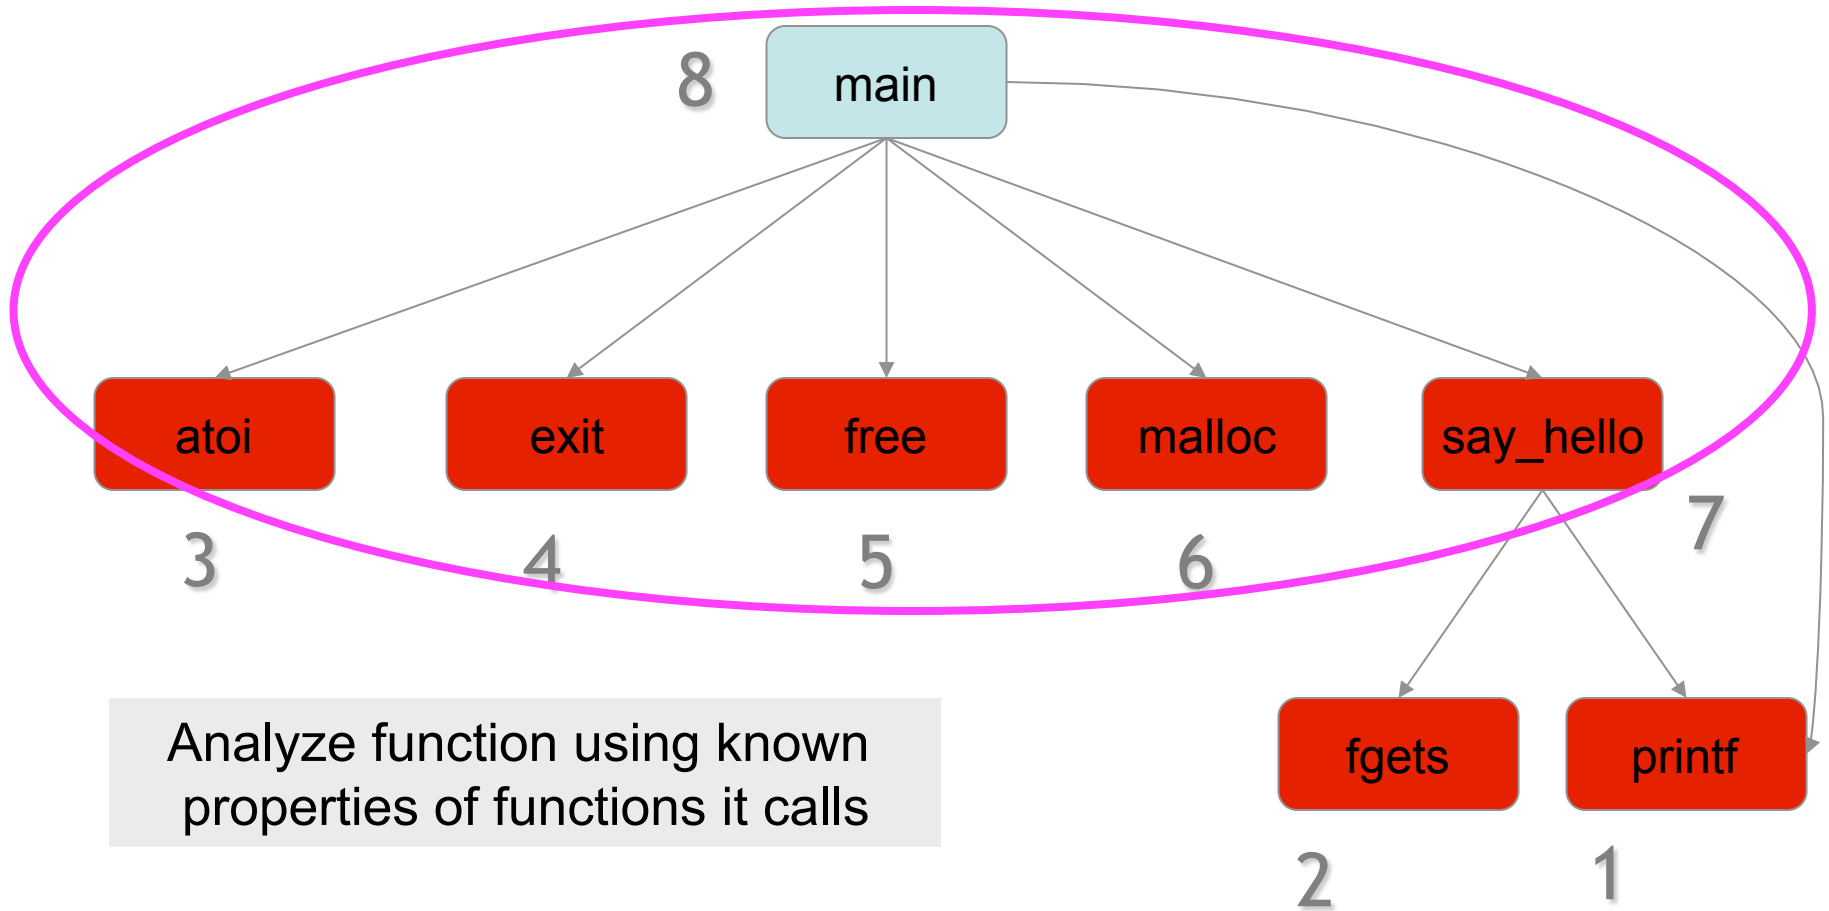 8
main
atoi
exit
free
malloc
say_hello
3
4
5
6
7
Analyze function using known
properties of functions it calls
fgets
printf
2
1